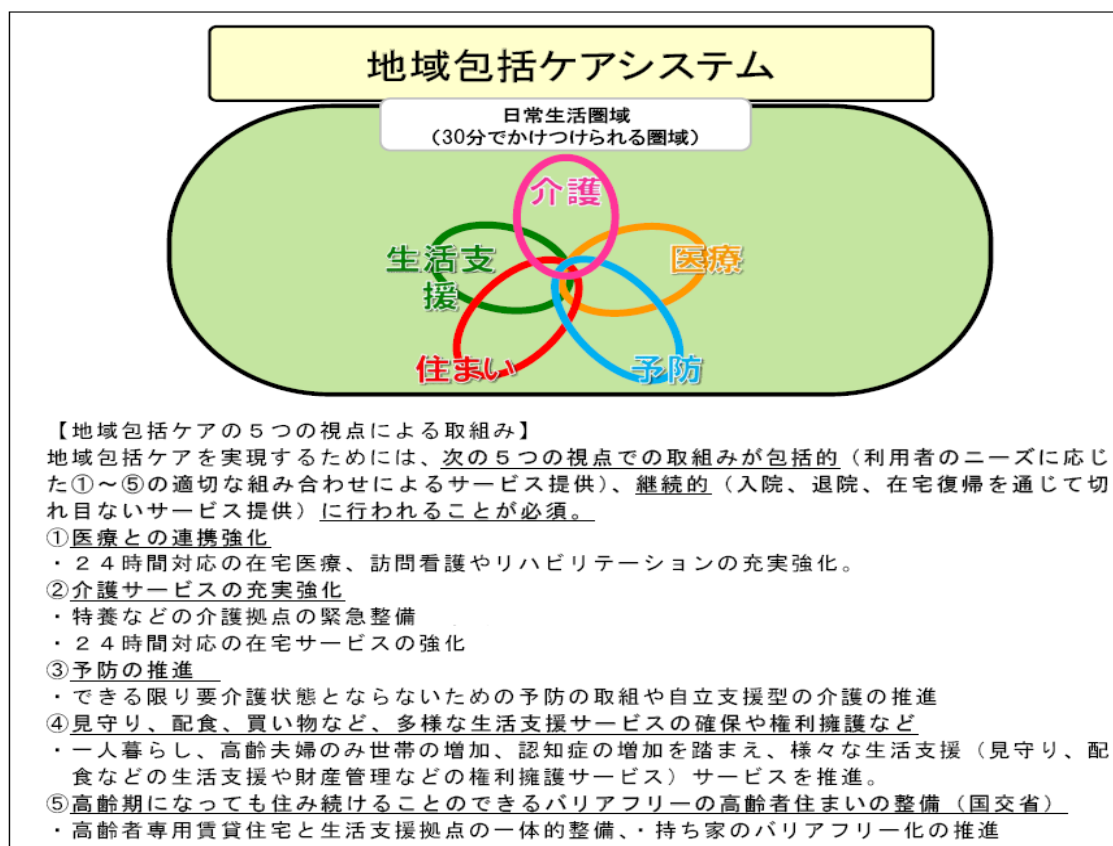 地域包括ケアシステム
日常生活圏域
（30分でかけつけられる圏域）
介護
生活支
援
医療
住まい
予防
【地域包括ケアの５つの視点による取組み】
地域包括ケアを実現するためには、次の５つの視点での取組みが包括的（利用者のニーズに応じ
た①～⑤の適切な組み合わせによるサービス提供）、継続的（入院、退院、在宅復帰を通じて切
れ目ないサービス提供）に行われることが必須。
①医療との連携強化
・２４時間対応の在宅医療、訪問看護やリハビリテーションの充実強化。
②介護サービスの充実強化
・特養などの介護拠点の緊急整備
・２４時間対応の在宅サービスの強化
③予防の推進
・できる限り要介護状態とならないための予防の取組や自立支援型の介護の推進
④見守り、配食、買い物など、多様な生活支援サービスの確保や権利擁護など
・一人暮らし、高齢夫婦のみ世帯の増加、認知症の増加を踏まえ、様々な生活支援（見守り、配
食などの生活支援や財産管理などの権利擁護サービス）サービスを推進。
⑤高齢期になっても住み続けることのできるバリアフリーの高齢者住まいの整備（国交省）
・高齢者専用賃貸住宅と生活支援拠点の一体的整備、・持ち家のバリアフリー化の推進